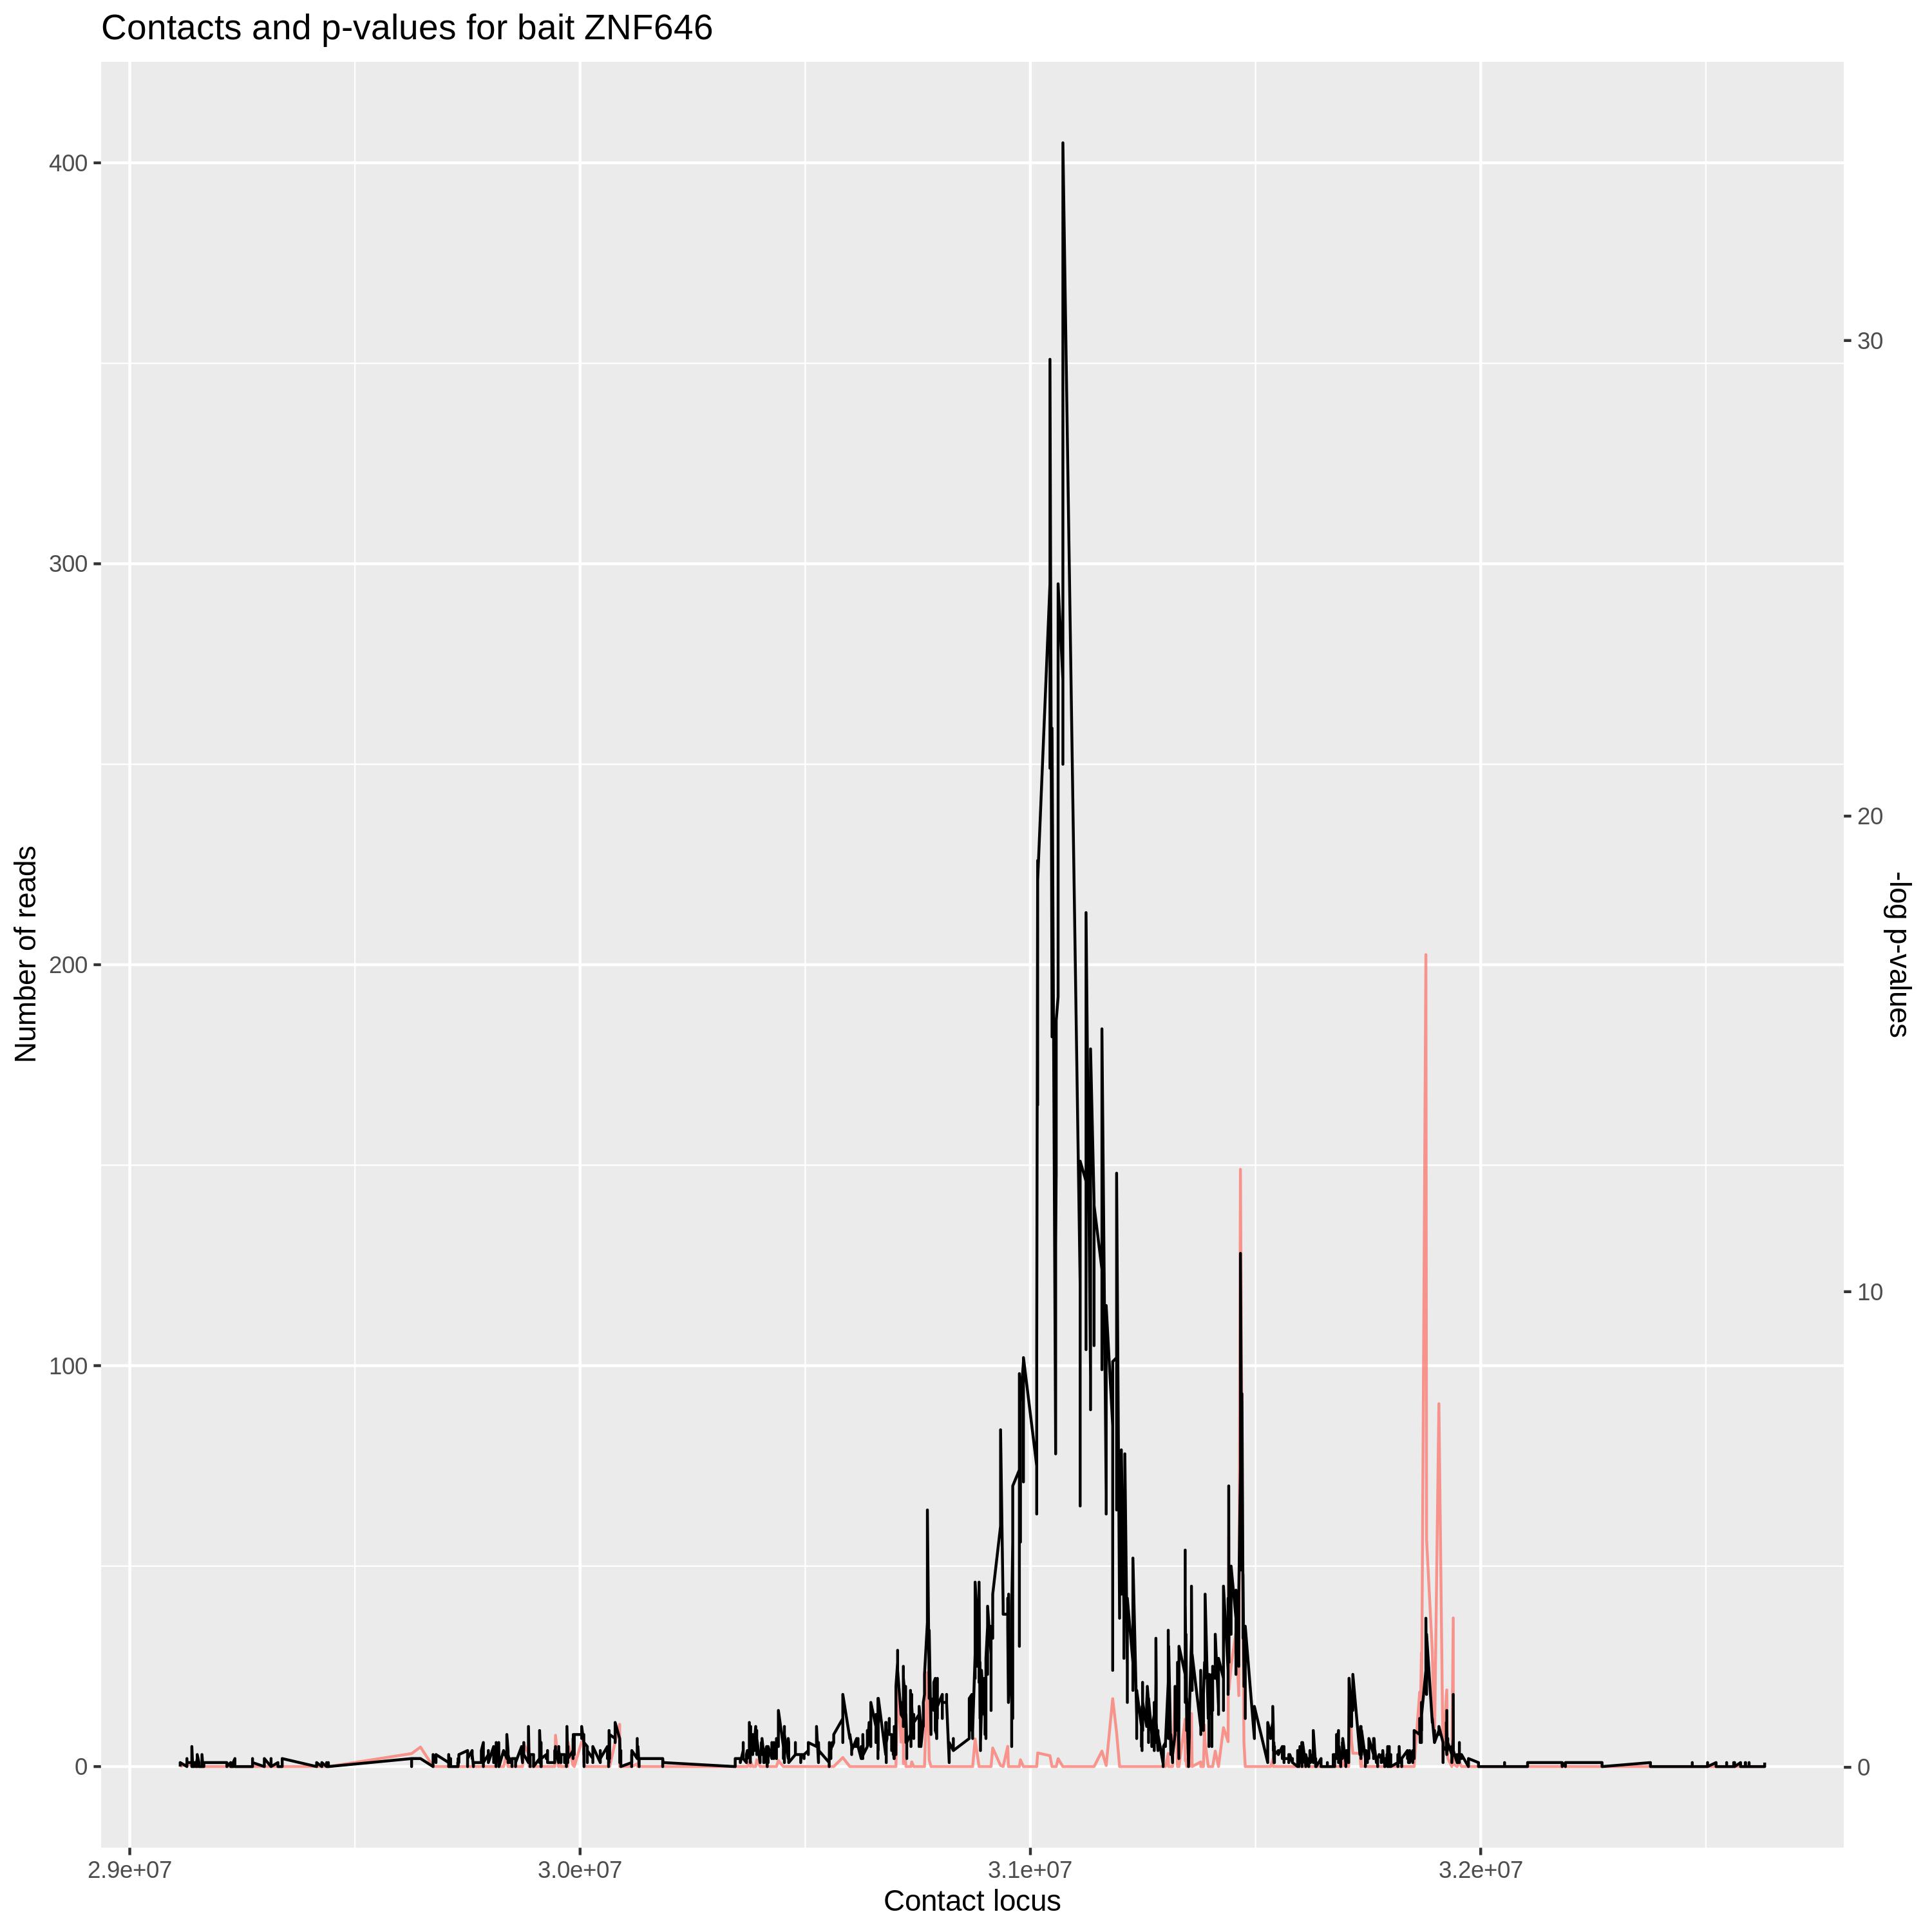 Contacts and p-values for bait ZNF646
400
300
200
100
0
30
20
10
0
Number of reads
-log p-values
2.9e+07 3.0e+07 3.1e+07 3.2e+07
Contact locus